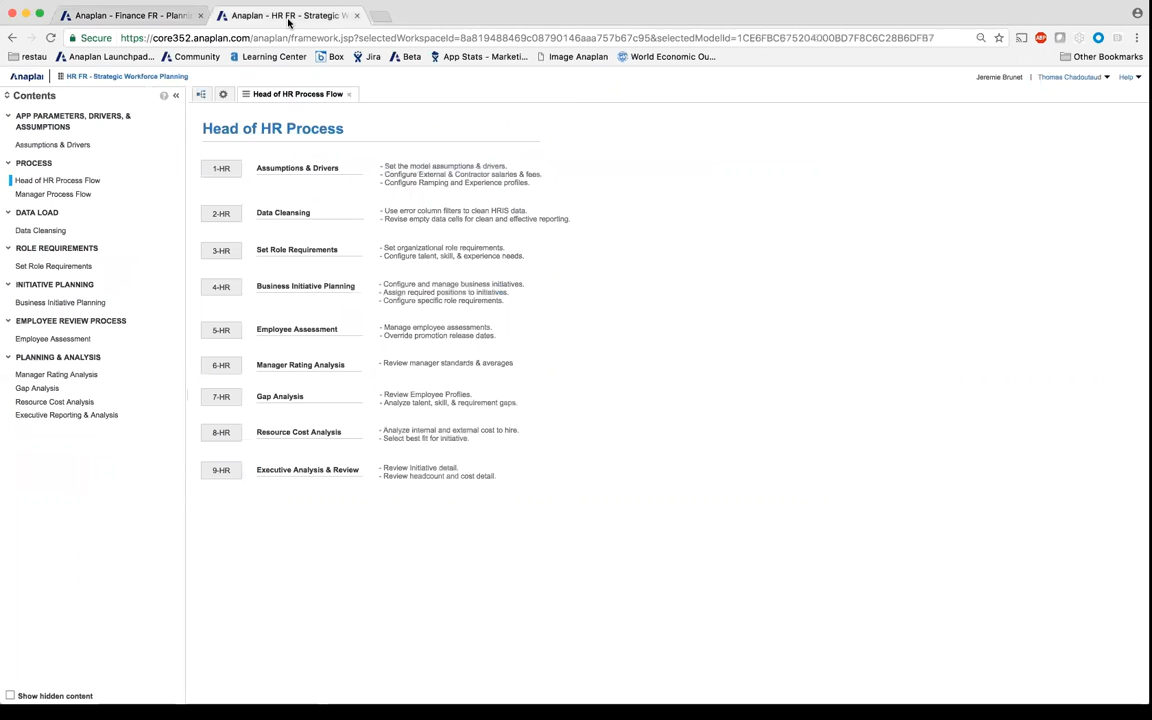 Anaplan - Finance FR - Plannin
Anaplan - HR FR - Strategic W
Secure
https://core352.anaplan.com/anaplan/framework.jsp?selectedWorkspaceId=8a819488469c08790146aaa757b67c95&selectedModelId=1CE6FBC675204000BD7F8C6C28B6DFB7
restau
Anaplan Launchpad...
Community
Learning Center
Box
Jira
Beta
App Stats - Marketi...
Image Anaplan
World Economic Ou...
Other Bookmarks
Anaplan
HR FR - Strategic Workforce Planning
Jeremie Brunet
Thomas Chadoutaud
Help
Contents
Head of HR Process Flow
APP PARAMETERS, DRIVERS, &
ASSUMPTIONS
Assumptions & Drivers
PROCESS
Head of HR Process Flow
Manager Process Flow
DATA LOAD
Data Cleansing
ROLE REQUIREMENTS
Set Role Requirements
INITIATIVE PLANNING
Business Initiative Planning
EMPLOYEE REVIEW PROCESS
Employee Assessment
PLANNING & ANALYSIS
Manager Rating Analysis
Gap Analysis
Resource Cost Analysis
Executive Reporting & Analysis
Show hidden content
Head of HR Process
1-HR
Assumptions & Drivers
- Set the model assumptions & drivers.
- Configure External & Contractor salaries & fees.
- Configure Ramping and Experience profiles.
2-HR
Data Cleansing
- Use error column filters to clean HRIS data.
- Revise empty data cells for clean and effective reporting.
3-HR
Set Role Requirements
- Set organizational role requirements.
- Configure talent, skill, & experience needs.
4-HR
Business Initiative Planning
- Configure and manage business initiatives.
- Assign required positions to initiatives.
- Configure specific role requirements.
5-HR
Employee Assessment
- Manage employee assessments.
- Override promotion release dates.
6-HR
Manager Rating Analysis
- Review manager standards & averages
7-HR
Gap Analysis
- Review Employee Profiles.
- Analyze talent, skill, & requirement gaps.
8-HR
Resource Cost Analysis
- Analyze internal and external cost to hire.
- Select best fit for initiative.
9-HR
Executive Analysis & Review
- Review Initiative detail.
- Review headcount and cost detail.